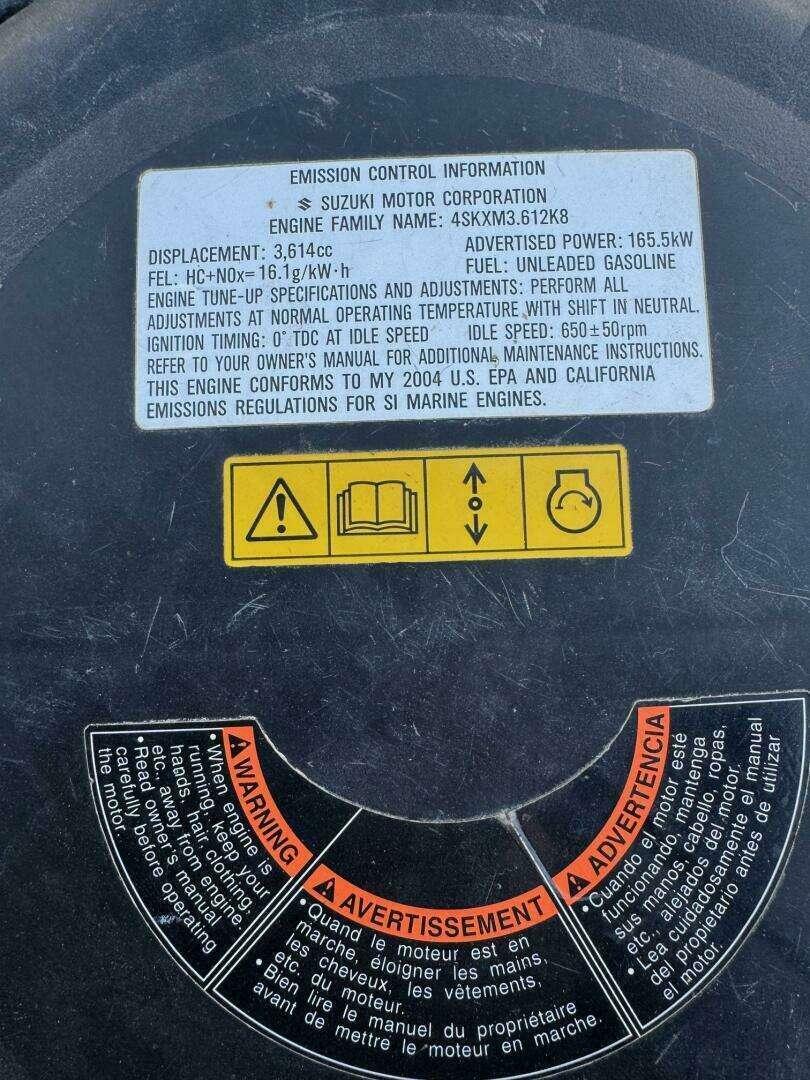 EMISSION CONTROL INFORMATION
SUZUKI MOTOR CORPORATION
ENGINE FAMILY NAME: 4SKXM3.612K8
DISPLACEMENT: 3,614cc ADVERTISED POWER: 165.5kW
FEL: HC+NOx= 16.1g/kW·h FUEL: UNLEADED GASOLINE
ENGINE TUNE-UP SPECIFICATIONS AND ADJUSTMENTS: PERFORM ALL
ADJUSTMENTS AT NORMAL OPERATING TEMPERATURE WITH SHIFT IN NEUTRAL.
IGNITION TIMING: 0° TDC AT IDLE SPEED IDLE SPEED: 650±50rpm
REFER TO YOUR OWNER'S MANUAL FOR ADDITIONAL MAINTENANCE INSTRUCTIONS.
THIS ENGINE CONFORMS TO MY 2004 U.S. EPA AND CALIFORNIA
EMISSIONS REGULATIONS FOR SI MARINE ENGINES.
WARNING
• When engine is
running, keep your
hands, hair, clothing,
etc., away from engine.
• Read owner's manual
carefully before operating
the motor.
AVERTISSEMENT
• Quand le moteur est en
marche, éloigner les mains,
les cheveux, les vêtements,
etc. du moteur.
• Bien lire le manuel du propriétaire
avant de mettre le moteur en marche.
ADVERTENCIA
• Cuando el motor esté
funcionando, mantenga
sus manos, cabello, ropas,
etc., alejados del motor.
• Lea cuidadosamente el manual
del propietario antes de utilizar
el motor.